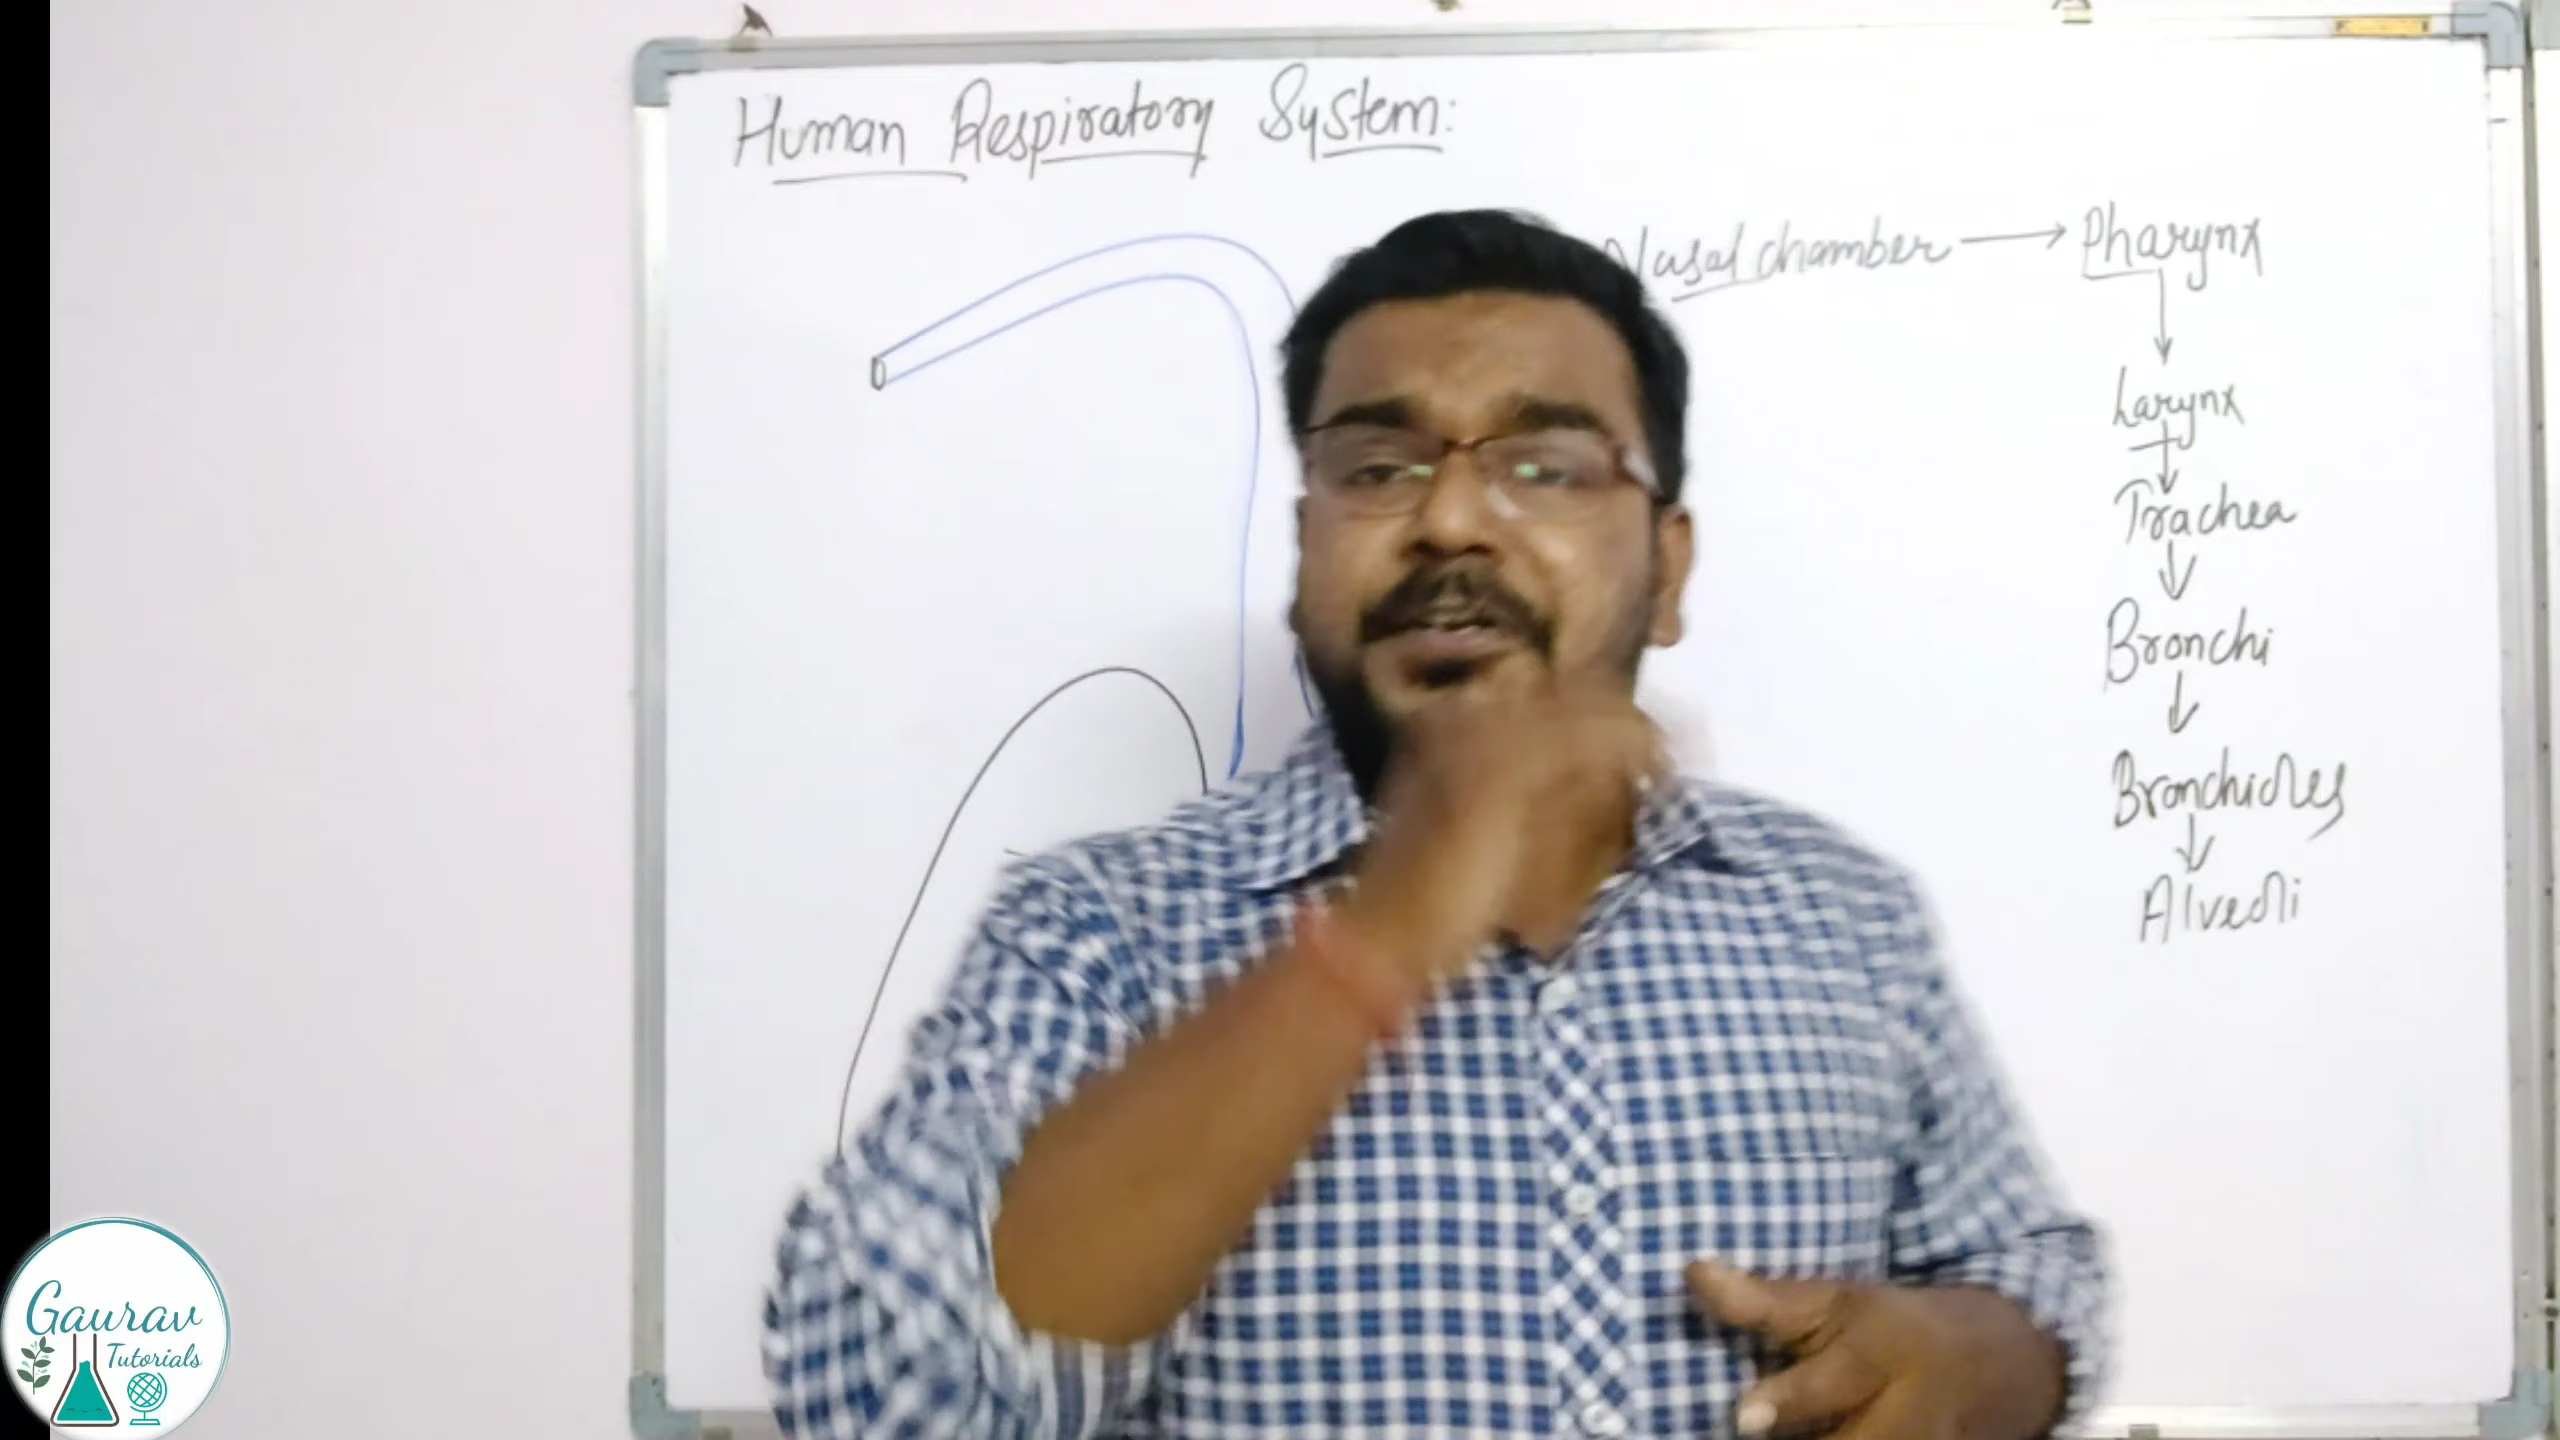 Human Respiratory System:
Nasal chamber → Pharynx
↓
Larynx
↓
Trachea
↓
Bronchi
↓
Bronchioles
↓
Alveoli
Gaurav
Tutorials